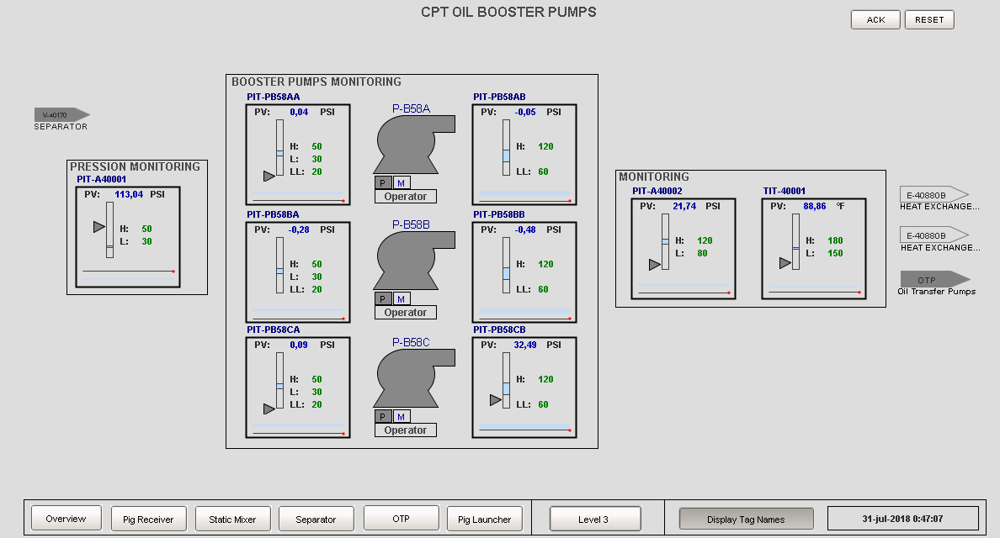 CPT OIL BOOSTER PUMPS
ACK
RESET
V-40170
SEPARATOR
PRESSION MONITORING
PIT-A40001
PV: 113,04 PSI
H: 50
L: 30
BOOSTER PUMPS MONITORING
PIT-PB58AA
PV: 0,04 PSI
H: 50
L: 30
LL: 20
P-B58A
P M
Operator
PIT-PB58AB
PV: -0,05 PSI
H: 120
LL: 60
PIT-PB58BA
PV: -0,28 PSI
H: 50
L: 30
LL: 20
P-B58B
P M
Operator
PIT-PB58BB
PV: -0,48 PSI
H: 120
LL: 60
PIT-PB58CA
PV: 0,09 PSI
H: 50
L: 30
LL: 20
P-B58C
P M
Operator
PIT-PB58CB
PV: 32,49 PSI
H: 120
LL: 60
MONITORING
PIT-A40002
PV: 21,74 PSI
H: 120
L: 80
TIT-40001
PV: 88,86 °F
H: 180
L: 150
E-40880B
HEAT EXCHANGE...
E-40880B
HEAT EXCHANGE...
OTP
Oil Transfer Pumps
Overview
Pig Receiver
Static Mixer
Separator
OTP
Pig Launcher
Level 3
Display Tag Names
31-jul-2018 0:47:07